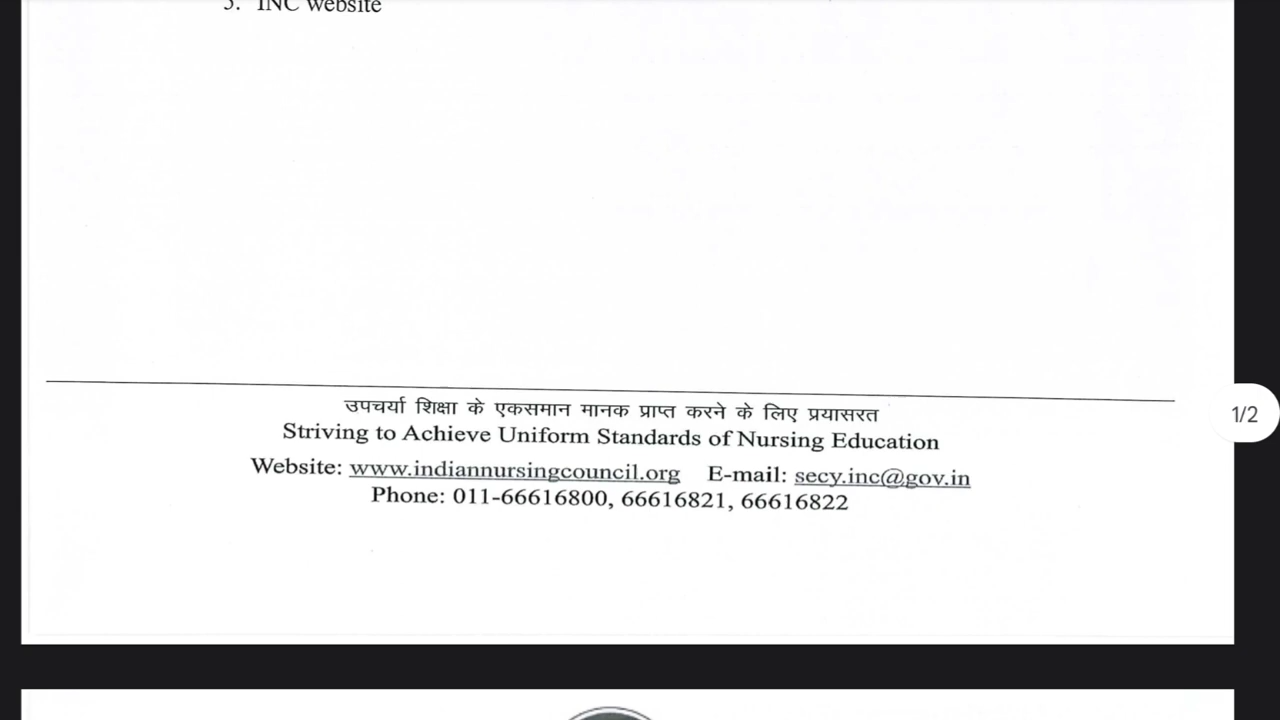 INC website
उपचर्या शिक्षा के एकसमान मानक प्राप्त करने के लिए प्रयासरत
Striving to Achieve Uniform Standards of Nursing Education
Website: www.indiannursingcouncil.org E-mail: secy.inc@gov.in
Phone: 011-66616800, 66616821, 66616822
1/2